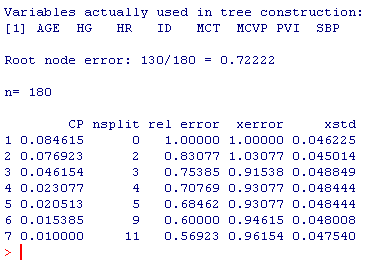 Variables actually used in tree construction:
[1] AGE HG HR ID MCT MCVP PVI SBP
Root node error: 130/180 = 0.72222
n= 180
CP nsplit rel error xerror xstd
1 0.084615 0 1.00000 1.00000 0.046225
2 0.076923 2 0.83077 1.03077 0.045014
3 0.046154 3 0.75385 0.91538 0.048849
4 0.023077 4 0.70769 0.93077 0.048444
5 0.020513 5 0.68462 0.93077 0.048444
6 0.015385 9 0.60000 0.94615 0.048008
7 0.010000 11 0.56923 0.96154 0.047540
>